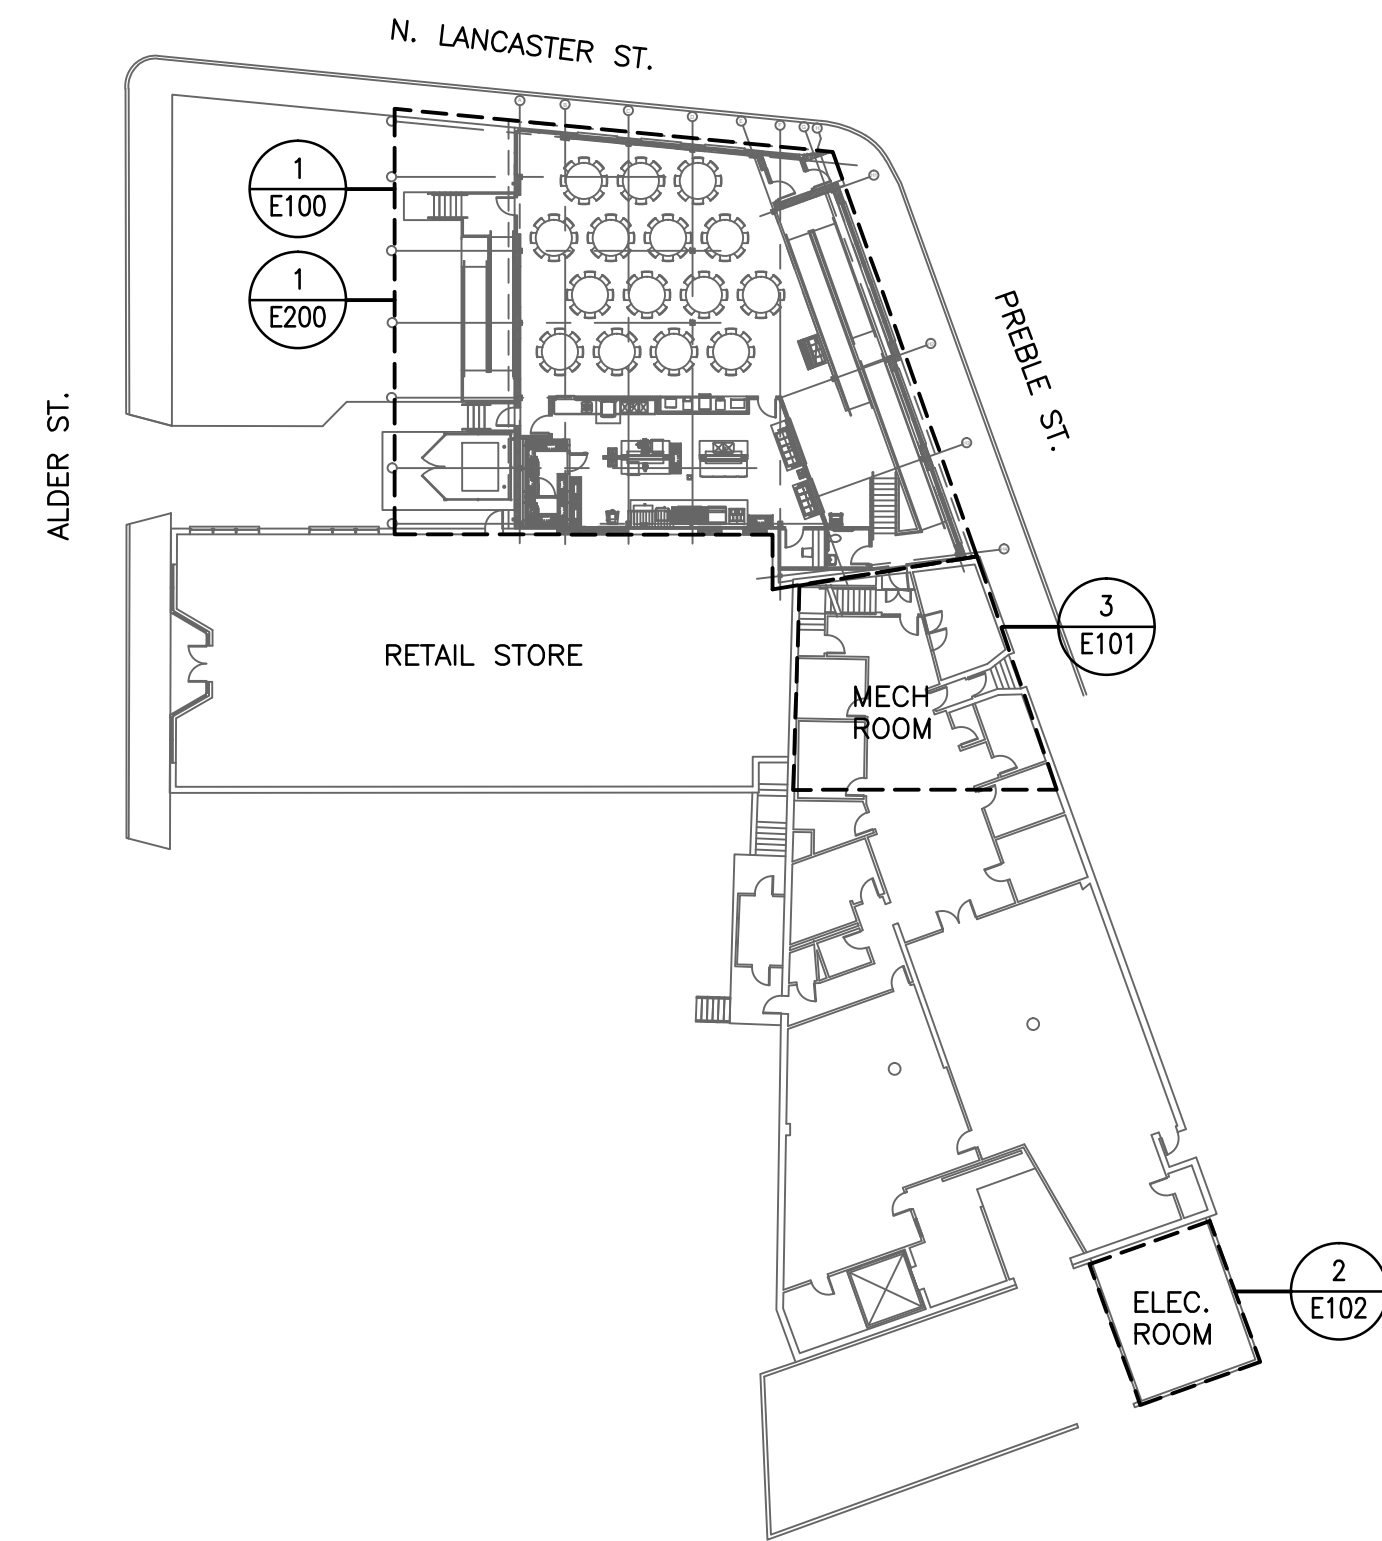 N. LANCASTER ST.
1
E100
1
E200
PREBLE ST.
ALDER ST.
3
E101
RETAIL STORE
MECH
ROOM
2
E102
ELEC.
ROOM